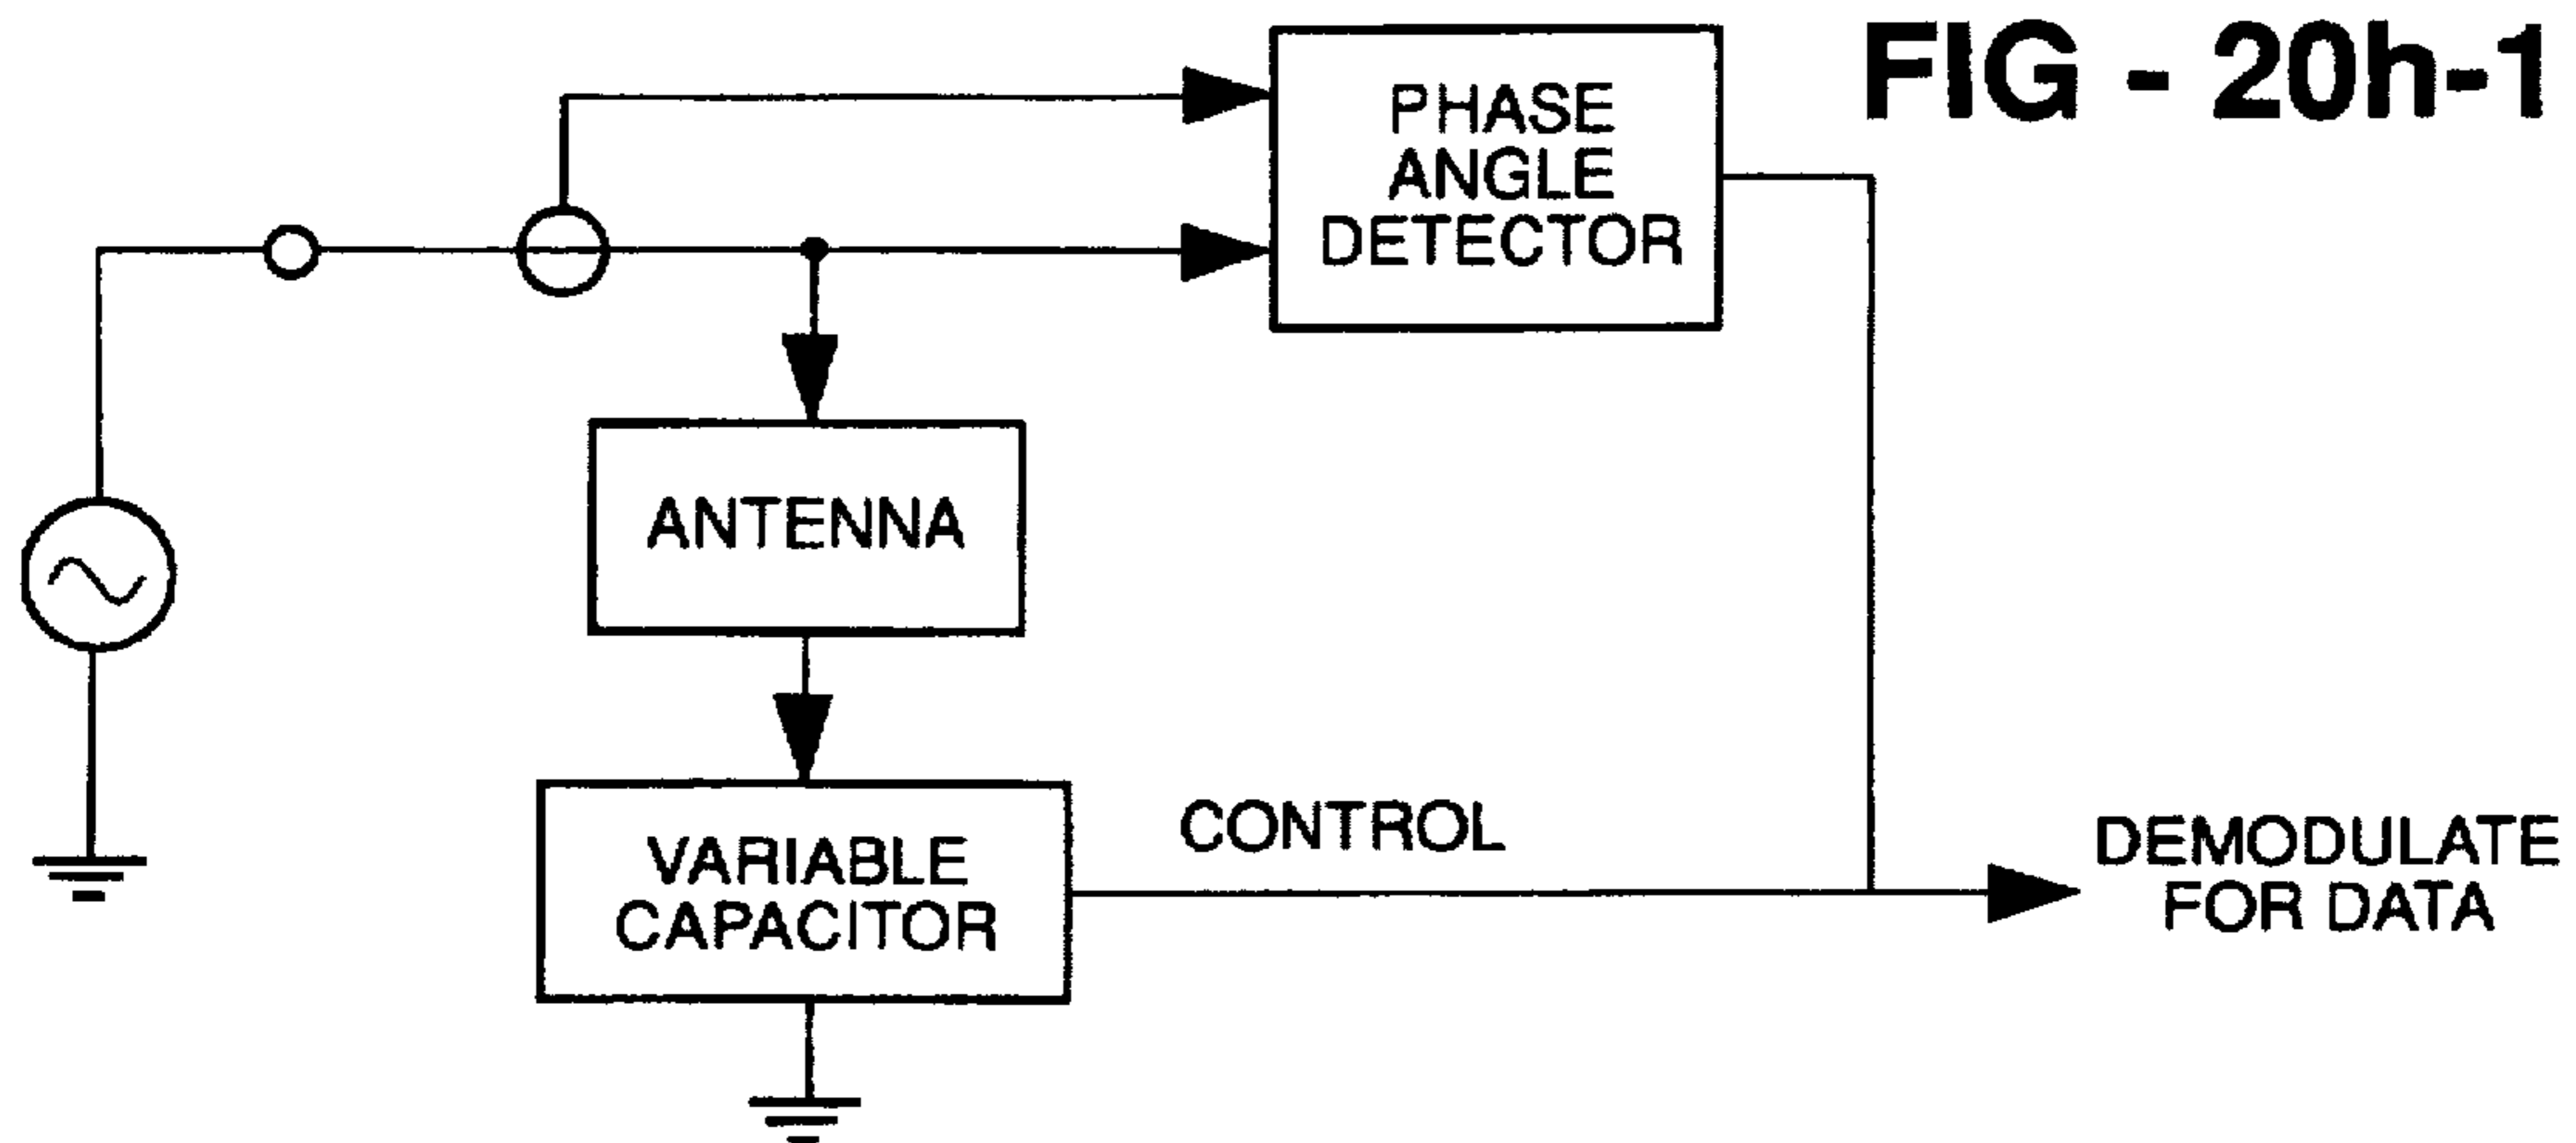 FIG - 20h-1
PHASE
ANGLE
DETECTOR
ANTENNA
VARIABLE
CAPACITOR
CONTROL
DEMODULATE
FOR DATA